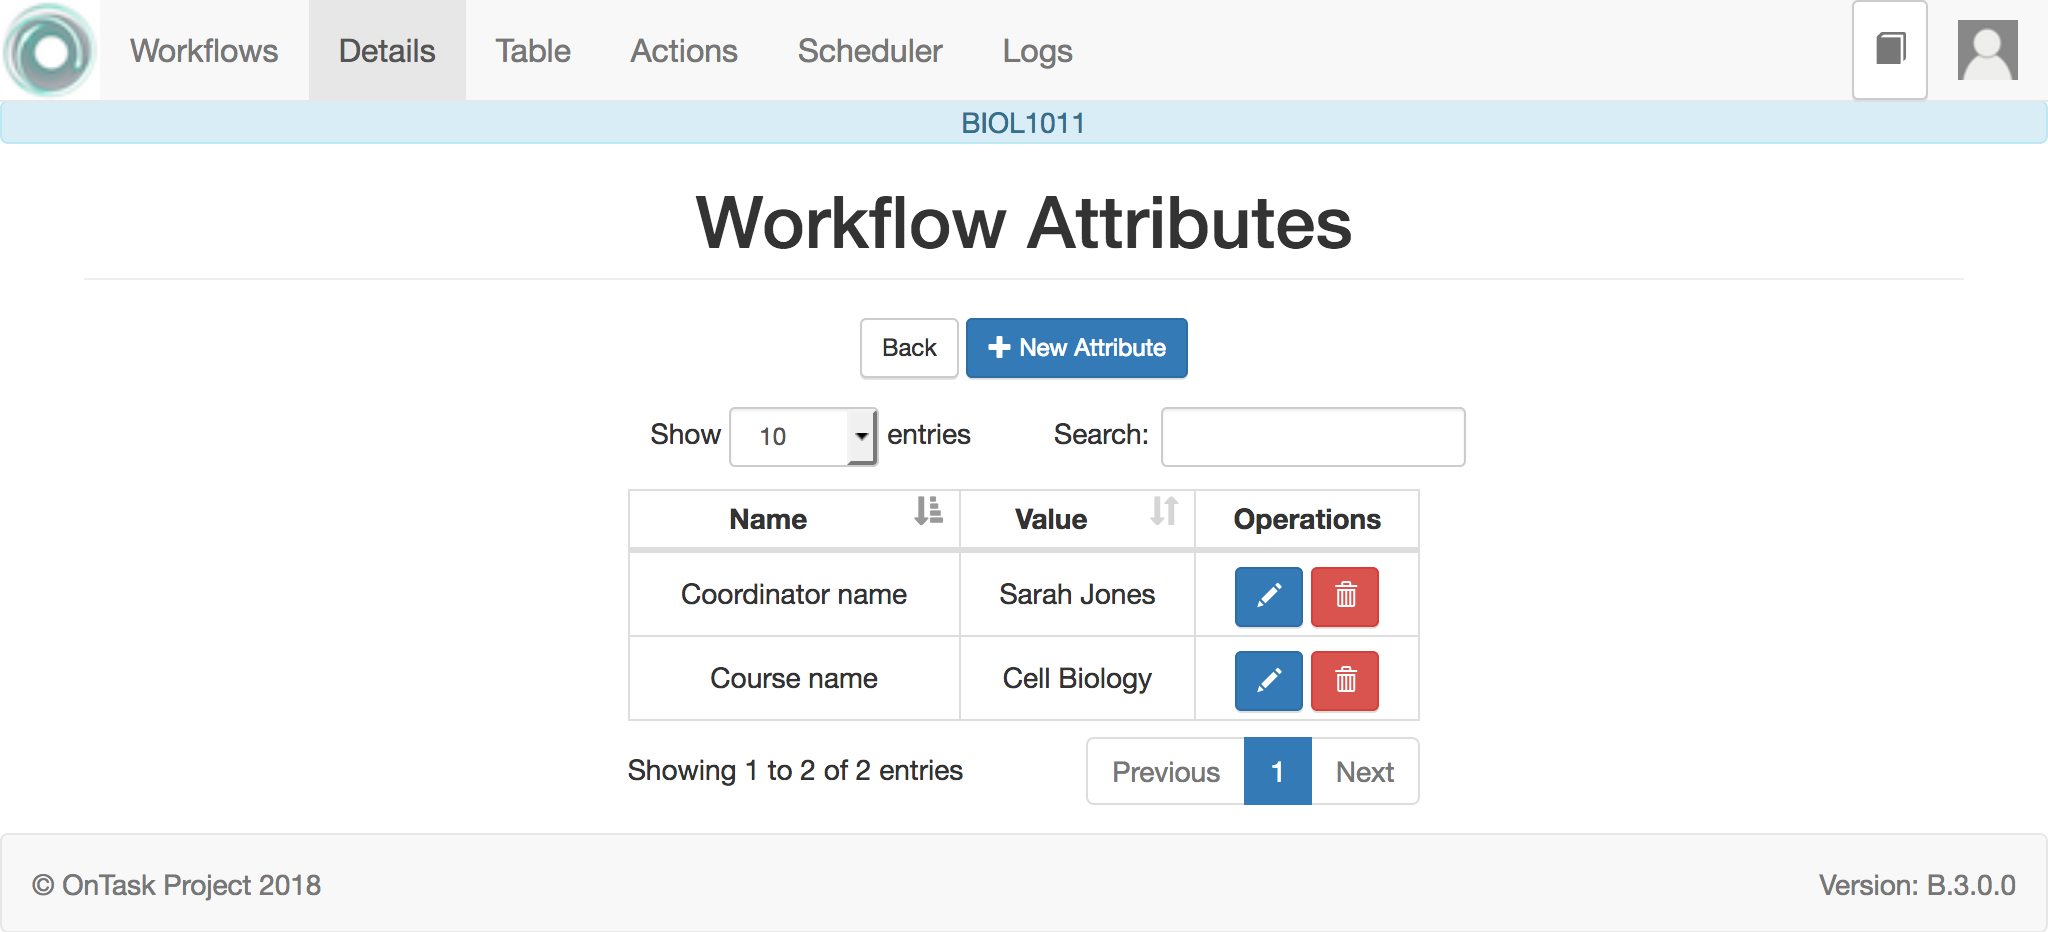 Workflows Details Table Actions Scheduler Logs
BIOL1011
Workflow Attributes
Back New Attribute
Show 10 entries Search:
Name Value Operations
Coordinator name Sarah Jones
Course name Cell Biology
Showing 1 to 2 of 2 entries Previous 1 Next
© OnTask Project 2018 Version: B.3.0.0